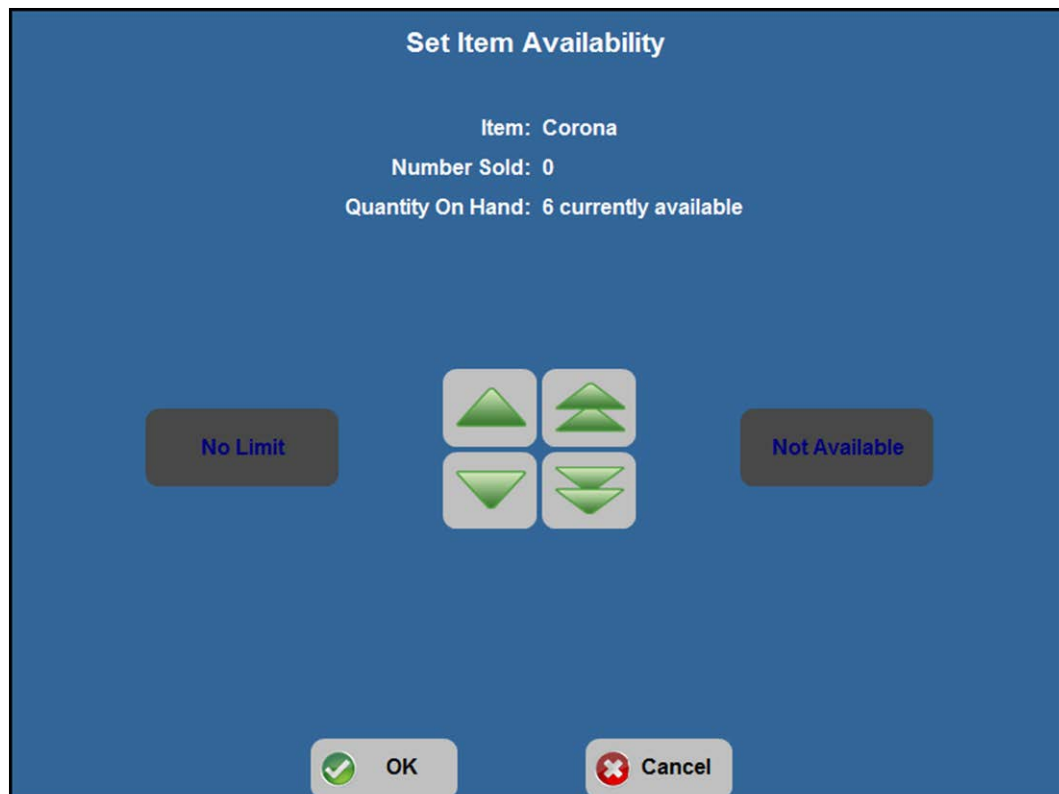 Set Item Availability
Item: Corona
Number Sold: 0
Quantity On Hand: 6 currently available
No Limit
Not Available
OK
Cancel